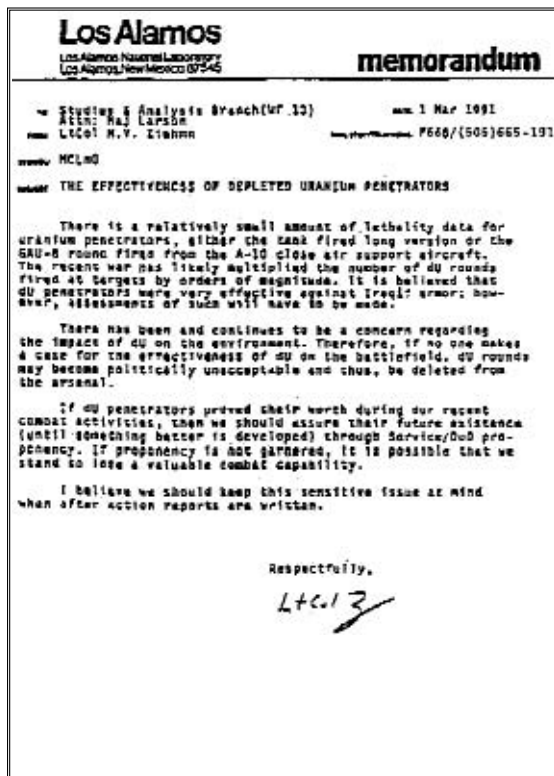 Los Alamos
Los Alamos National Laboratory
Los Alamos, New Mexico 87545
memorandum
TO Studies & Analysis Branch(WF 13)
Attn: Maj Larson
DATE 1 Mar 1991
FROM LtCol M.V. Ziehmn
F668/(505)665-191
MCLnO
SUBJECT THE EFFECTIVENESS OF DEPLETED URANIUM PENETRATORS
There is a relatively small amount of lethality data for
uranium penetrators, either the tank fired long version or the
GAU-8 round fired from the A-10 close air support aircraft.
The recent war has likely multiplied the number of dU rounds
fired at targets by orders of magnitude. It is believed that
dU penetrators were very effective against Iraqi armor; how-
ever, assessments of such will have to be made.
There has been and continues to be a concern regarding
the impact of dU on the environment. Therefore, if no one makes
a case for the effectiveness of dU on the battlefield, dU rounds
may become politically unacceptable and thus, be deleted from
the arsenal.
If dU penetrators proved their worth during our recent
combat activities, then we should assure their future existence
(until something better is developed) through Service/DoD pro-
ponency. If proponency is not garnered, it is possible that we
stand to lose a valuable combat capability.
I believe we should keep this sensitive issue at mind
when after action reports are written.
Respectfully,
LtCol Z